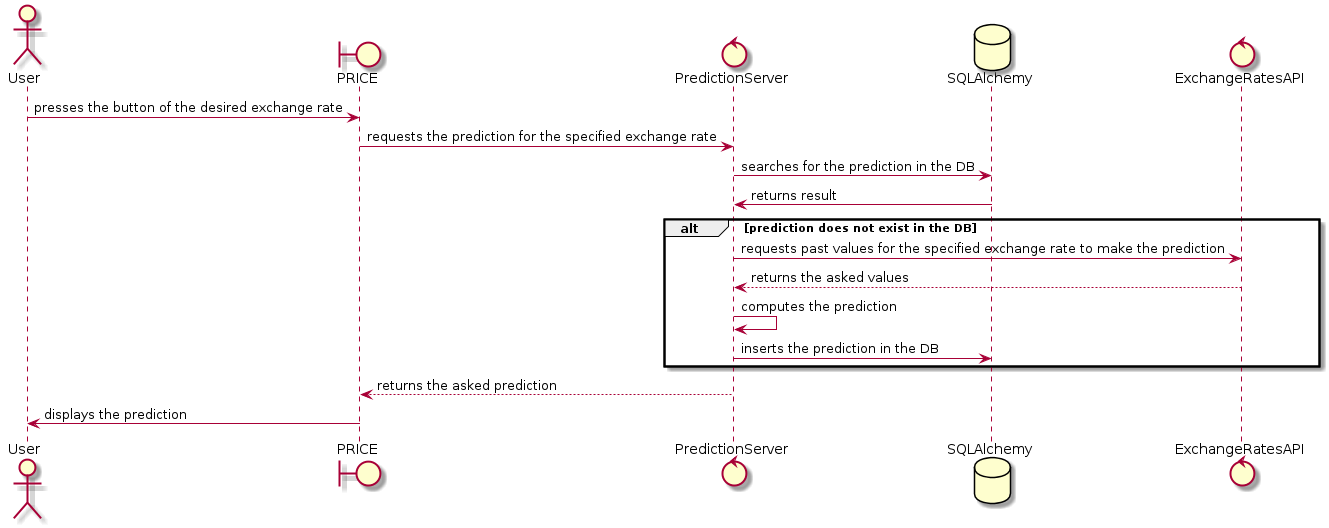 User
PRICE
PredictionServer
SQLAlchemy
ExchangeRatesAPI
presses the button of the desired exchange rate
requests the prediction for the specified exchange rate
searches for the prediction in the DB
returns result
alt [prediction does not exist in the DB]
requests past values for the specified exchange rate to make the prediction
returns the asked values
computes the prediction
inserts the prediction in the DB
returns the asked prediction
displays the prediction
User
PRICE
PredictionServer
SQLAlchemy
ExchangeRatesAPI